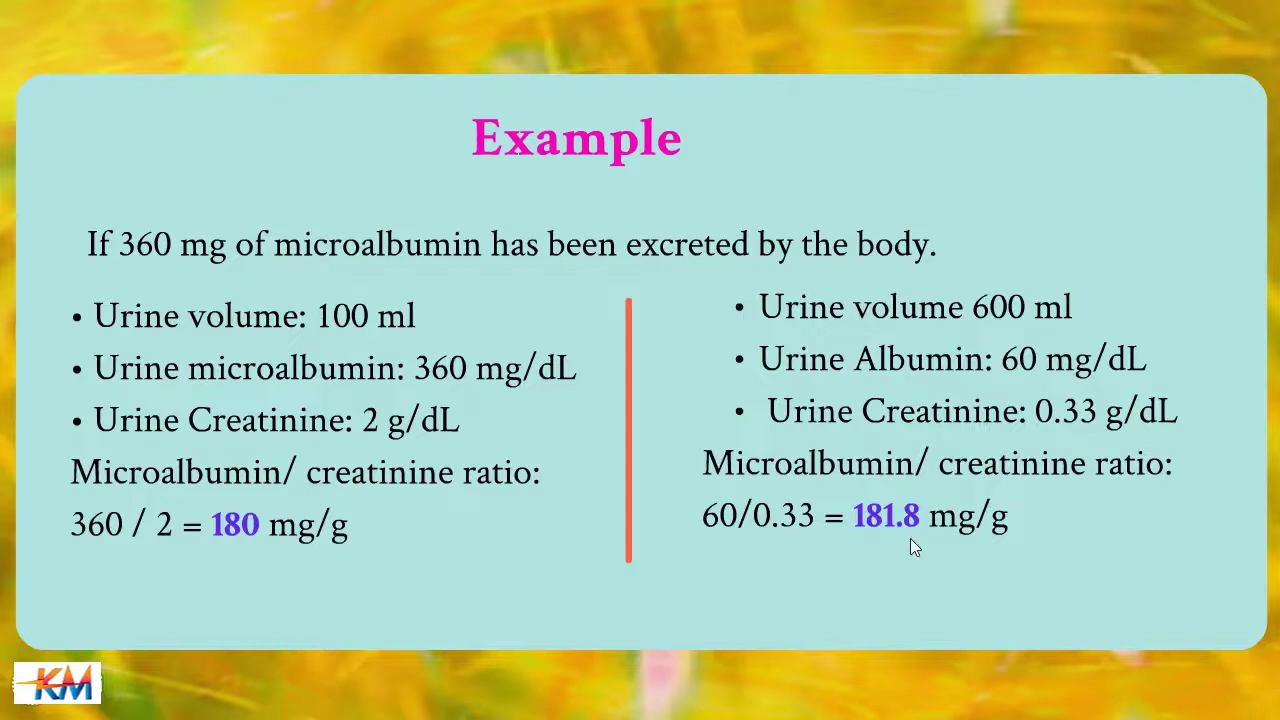 Example
If 360 mg of microalbumin has been excreted by the body.
• Urine volume: 100 ml
• Urine microalbumin: 360 mg/dL
• Urine Creatinine: 2 g/dL
Microalbumin/ creatinine ratio:
360 / 2 = 180 mg/g
• Urine volume 600 ml
• Urine Albumin: 60 mg/dL
• Urine Creatinine: 0.33 g/dL
Microalbumin/ creatinine ratio:
60/0.33 = 181.8 mg/g
KM